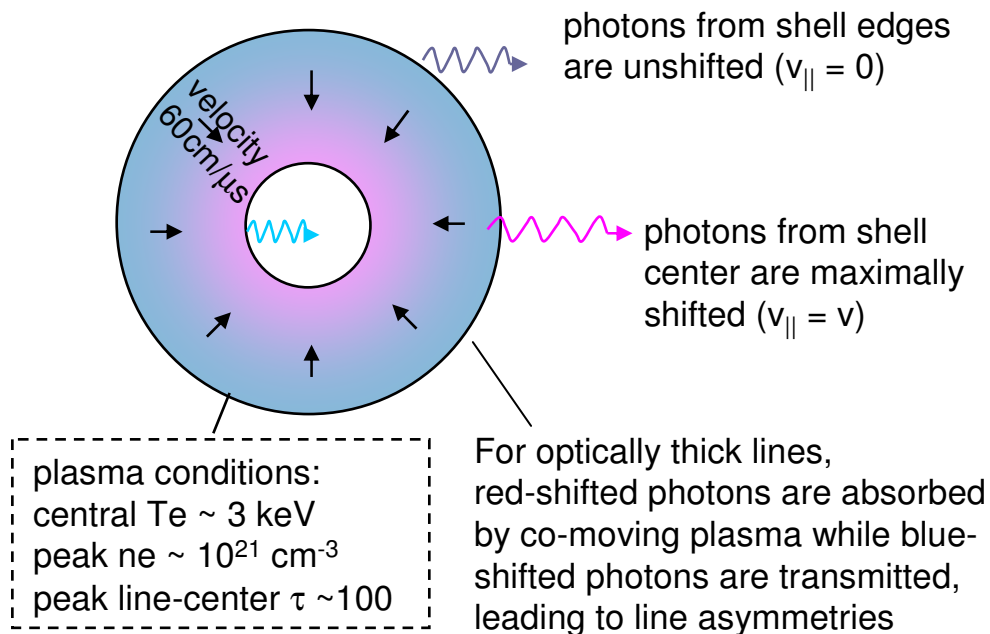 photons from shell edges
are unshifted (v|| = 0)
velocity
60cm/μs
photons from shell
center are maximally
shifted (v|| = v)
plasma conditions:
central Te ~ 3 keV
peak ne ~ 10²¹ cm⁻³
peak line-center τ ~100
For optically thick lines,
red-shifted photons are absorbed
by co-moving plasma while blue-
shifted photons are transmitted,
leading to line asymmetries